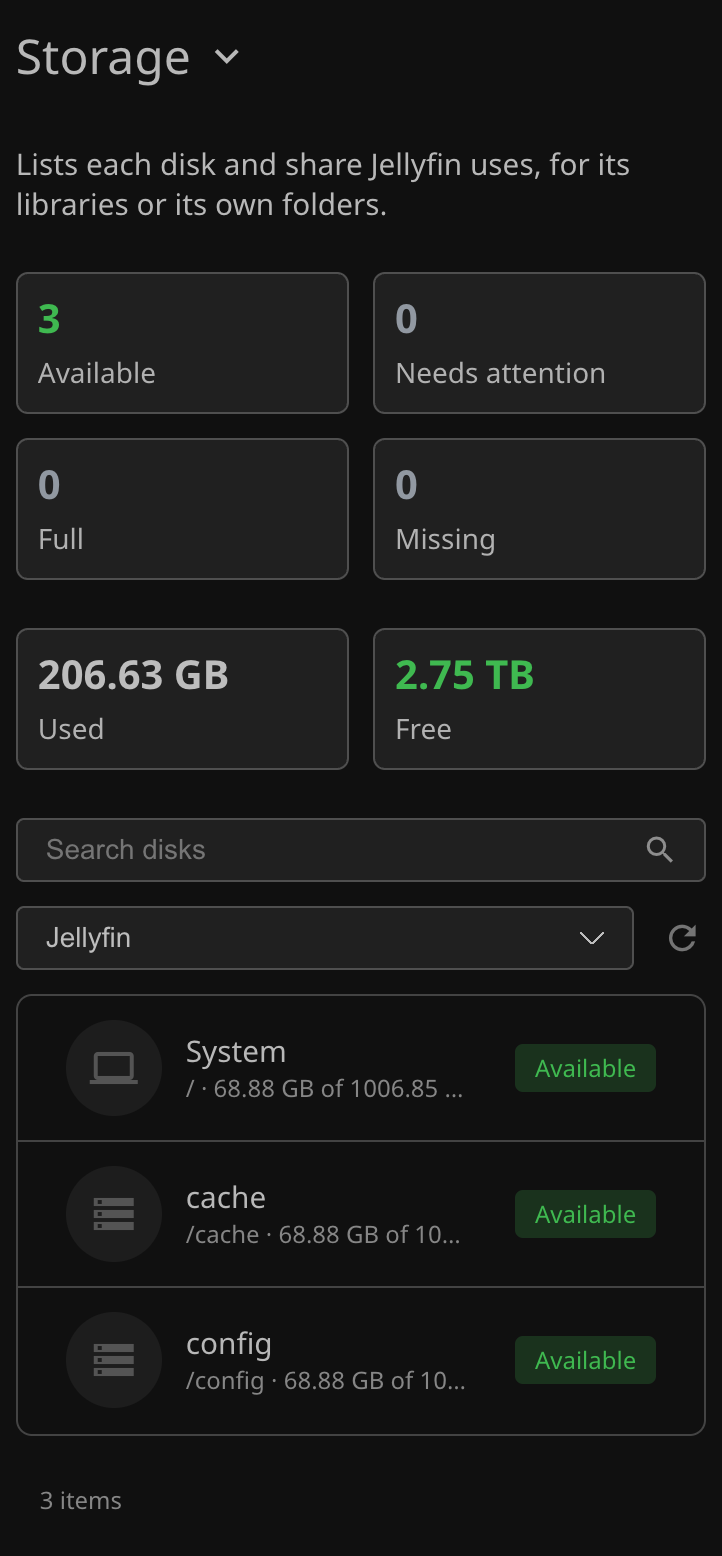 Storage
Lists each disk and share Jellyfin uses, for its
libraries or its own folders.
3
Available
0
Needs attention
0
Full
0
Missing
206.63 GB
Used
2.75 TB
Free
Search disks
Jellyfin
System
/ · 68.88 GB of 1006.85 ...
Available
cache
/cache · 68.88 GB of 10...
Available
config
/config · 68.88 GB of 10...
Available
3 items